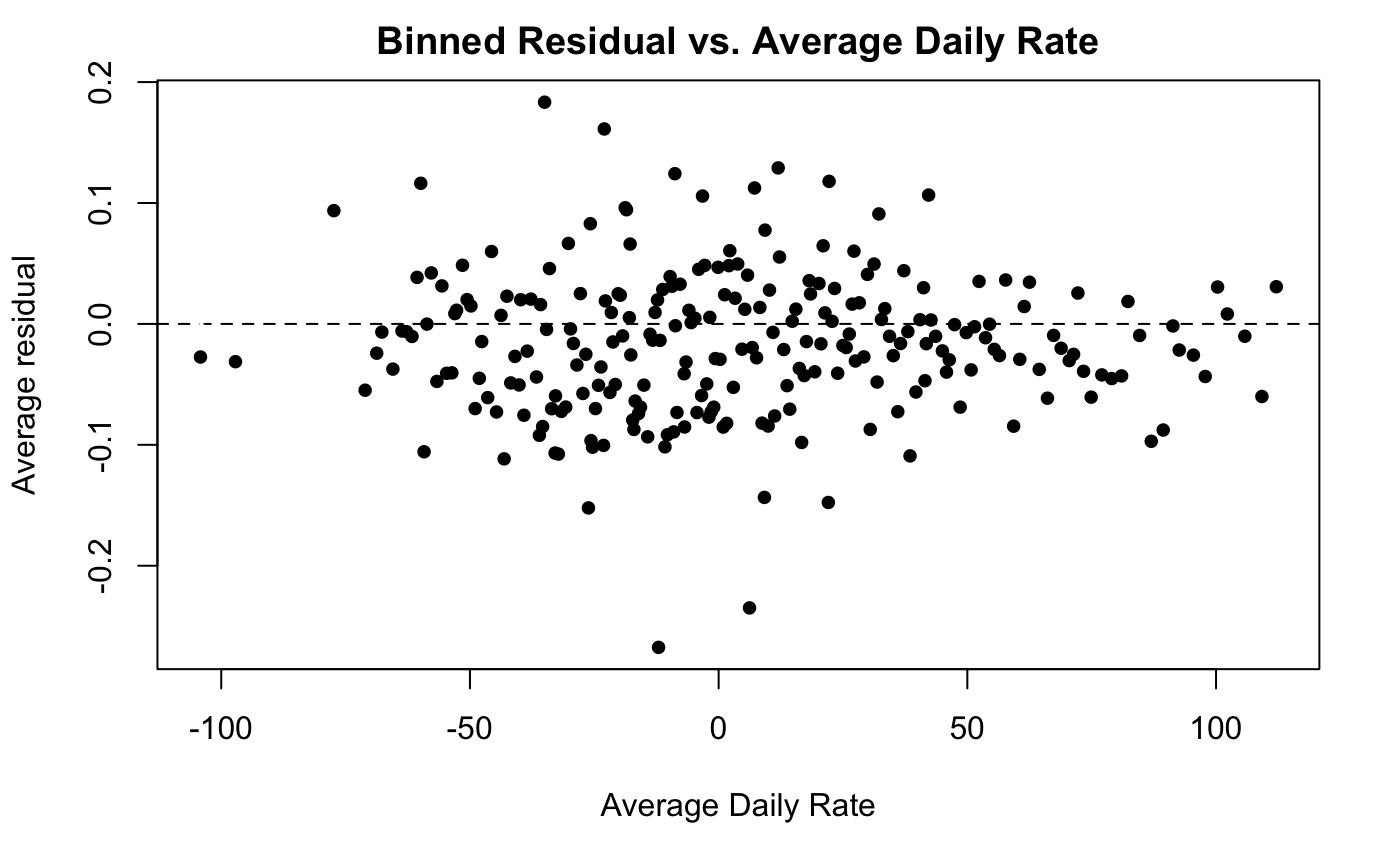 Binned Residual vs. Average Daily Rate
Average residual
0.2
0.1
0.0
-0.1
-0.2
-100 -50 0 50 100
Average Daily Rate